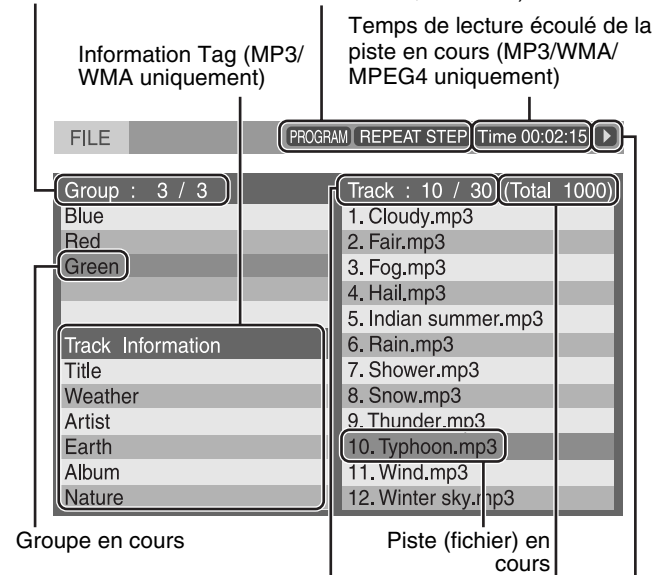 Temps de lecture écoulé de la
piste en cours (MP3/WMA/
MPEG4 uniquement)
Information Tag (MP3/
WMA uniquement)
FILE
PROGRAM REPEAT STEP Time 00:02:15
Group : 3 / 3
Blue
Red
Green
Track Information
Title
Weather
Artist
Earth
Album
Nature
Track : 10 / 30 (Total 1000)
1. Cloudy.mp3
2. Fair.mp3
3. Fog.mp3
4. Hail.mp3
5. Indian summer.mp3
6. Rain.mp3
7. Shower.mp3
8. Snow.mp3
9. Thunder.mp3
10. Typhoon.mp3
11. Wind.mp3
12. Winter sky.mp3
Groupe en cours
Piste (fichier) en
cours